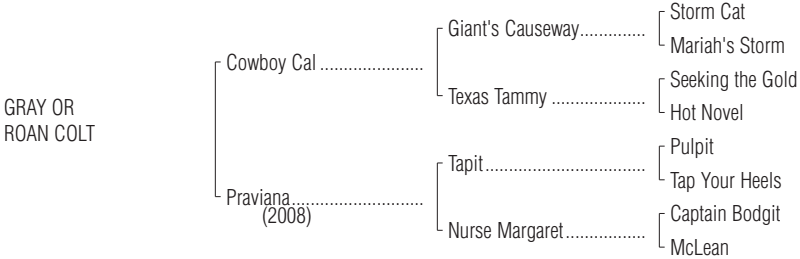 Storm Cat
Giant's Causeway..............
Mariah's Storm
Cowboy Cal ......................
Seeking the Gold
Texas Tammy ....................
Hot Novel
GRAY OR
ROAN COLT
Pulpit
Tapit..................................
Tap Your Heels
Praviana............................
(2008)
Captain Bodgit
Nurse Margaret.................
McLean